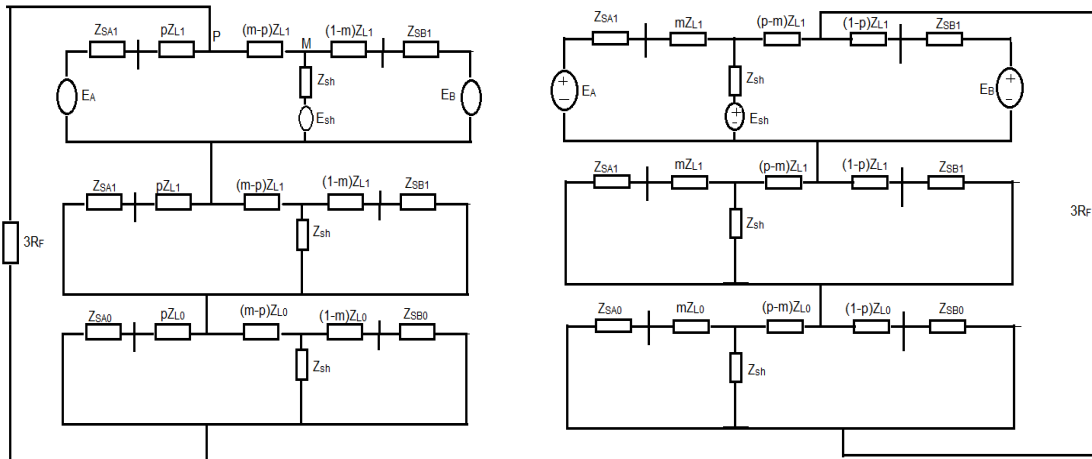 ZSA1 pZL1 P (m-p)ZL1 M (1-m)ZL1 ZSB1
EA Zsh Esh EB
ZSA1 pZL1 (m-p)ZL1 (1-m)ZL1 ZSB1
Zsh
3RF
ZSA0 pZL0 (m-p)ZL0 (1-m)ZL0 ZSB0
Zsh
ZSA1 mZL1 (p-m)ZL1 (1-p)ZL1 ZSB1
+ − EA Zsh + - Esh EB + -
ZSA1 mZL1 (p-m)ZL1 (1-p)ZL1 ZSB1
Zsh
3RF
ZSA0 mZL0 (p-m)ZL0 (1-p)ZL0 ZSB0
Zsh